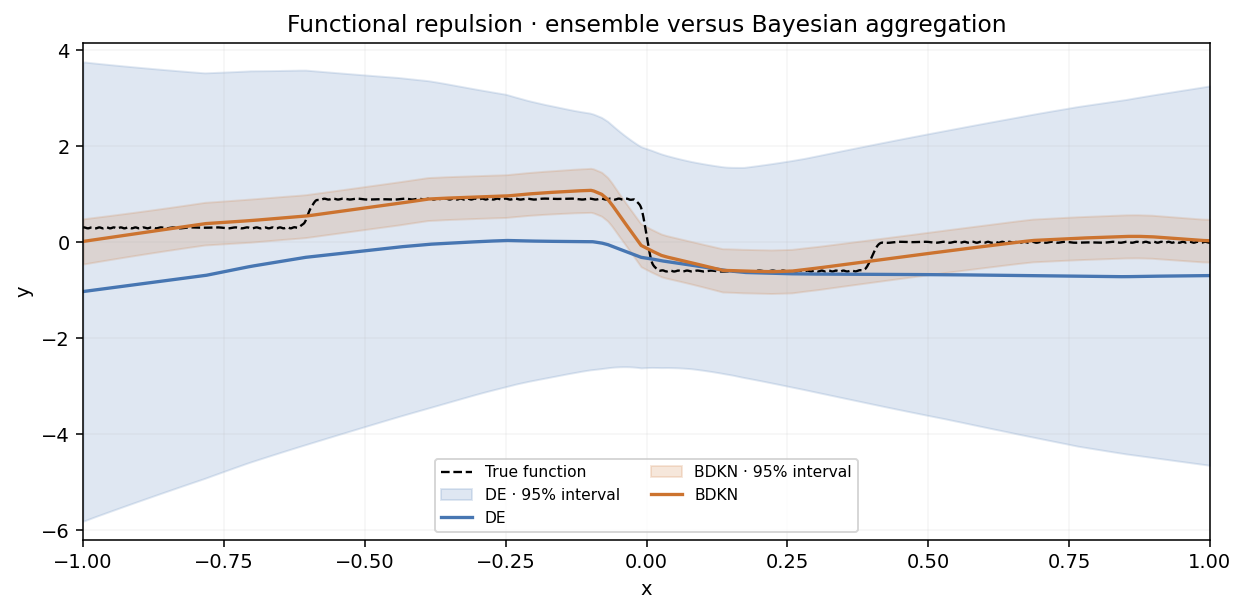 Functional repulsion · ensemble versus Bayesian aggregation
y
4
2
0
−2
−4
−6
True function
DE · 95% interval
DE
BDKN · 95% interval
BDKN
−1.00 −0.75 −0.50 −0.25 0.00 0.25 0.50 0.75 1.00
x